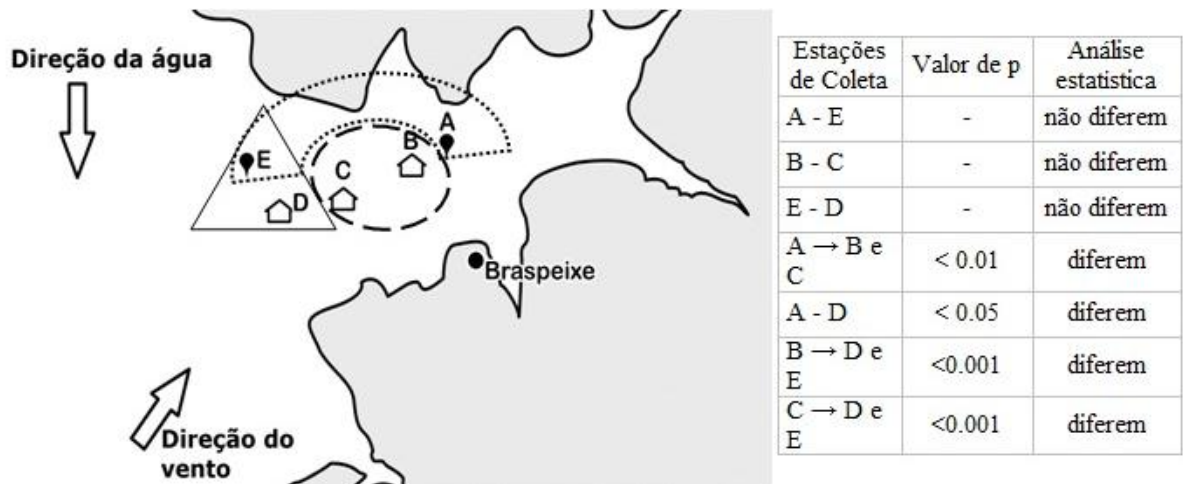 Direção da água
A
B
E
C
D
Braspeixe
Direção do
vento
Estações
de Coleta
Valor de p
Análise
estatistica
A - E
-
não diferem
B - C
-
não diferem
E - D
-
não diferem
A → B e
C
< 0.01
diferem
A - D
< 0.05
diferem
B → D e
E
<0.001
diferem
C → D e
E
<0.001
diferem